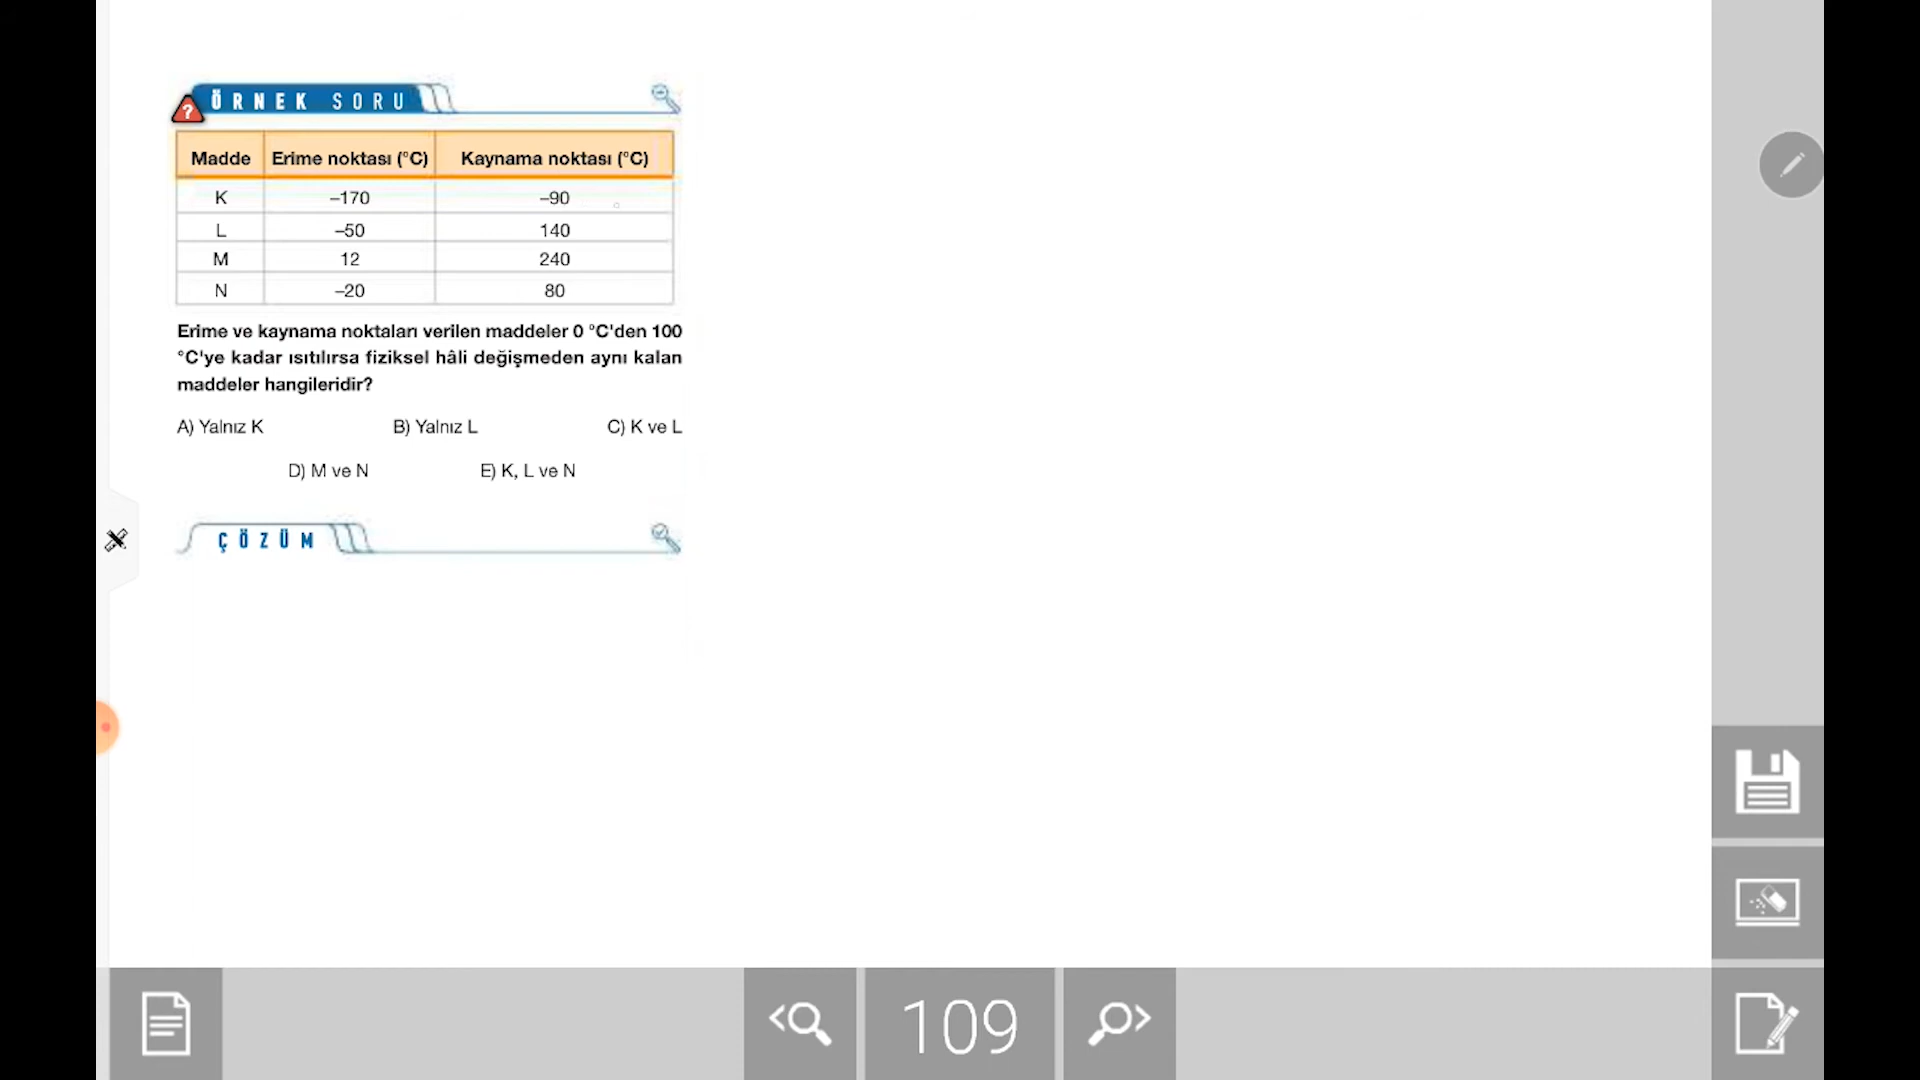 ÖRNEK SORU
Madde Erime noktası (°C) Kaynama noktası (°C)
K –170 –90
L –50 140
M 12 240
N –20 80
Erime ve kaynama noktaları verilen maddeler 0 °C'den 100
°C'ye kadar ısıtılırsa fiziksel hâli değişmeden aynı kalan
maddeler hangileridir?
A) Yalnız K B) Yalnız L C) K ve L
D) M ve N E) K, L ve N
ÇÖZÜM
109